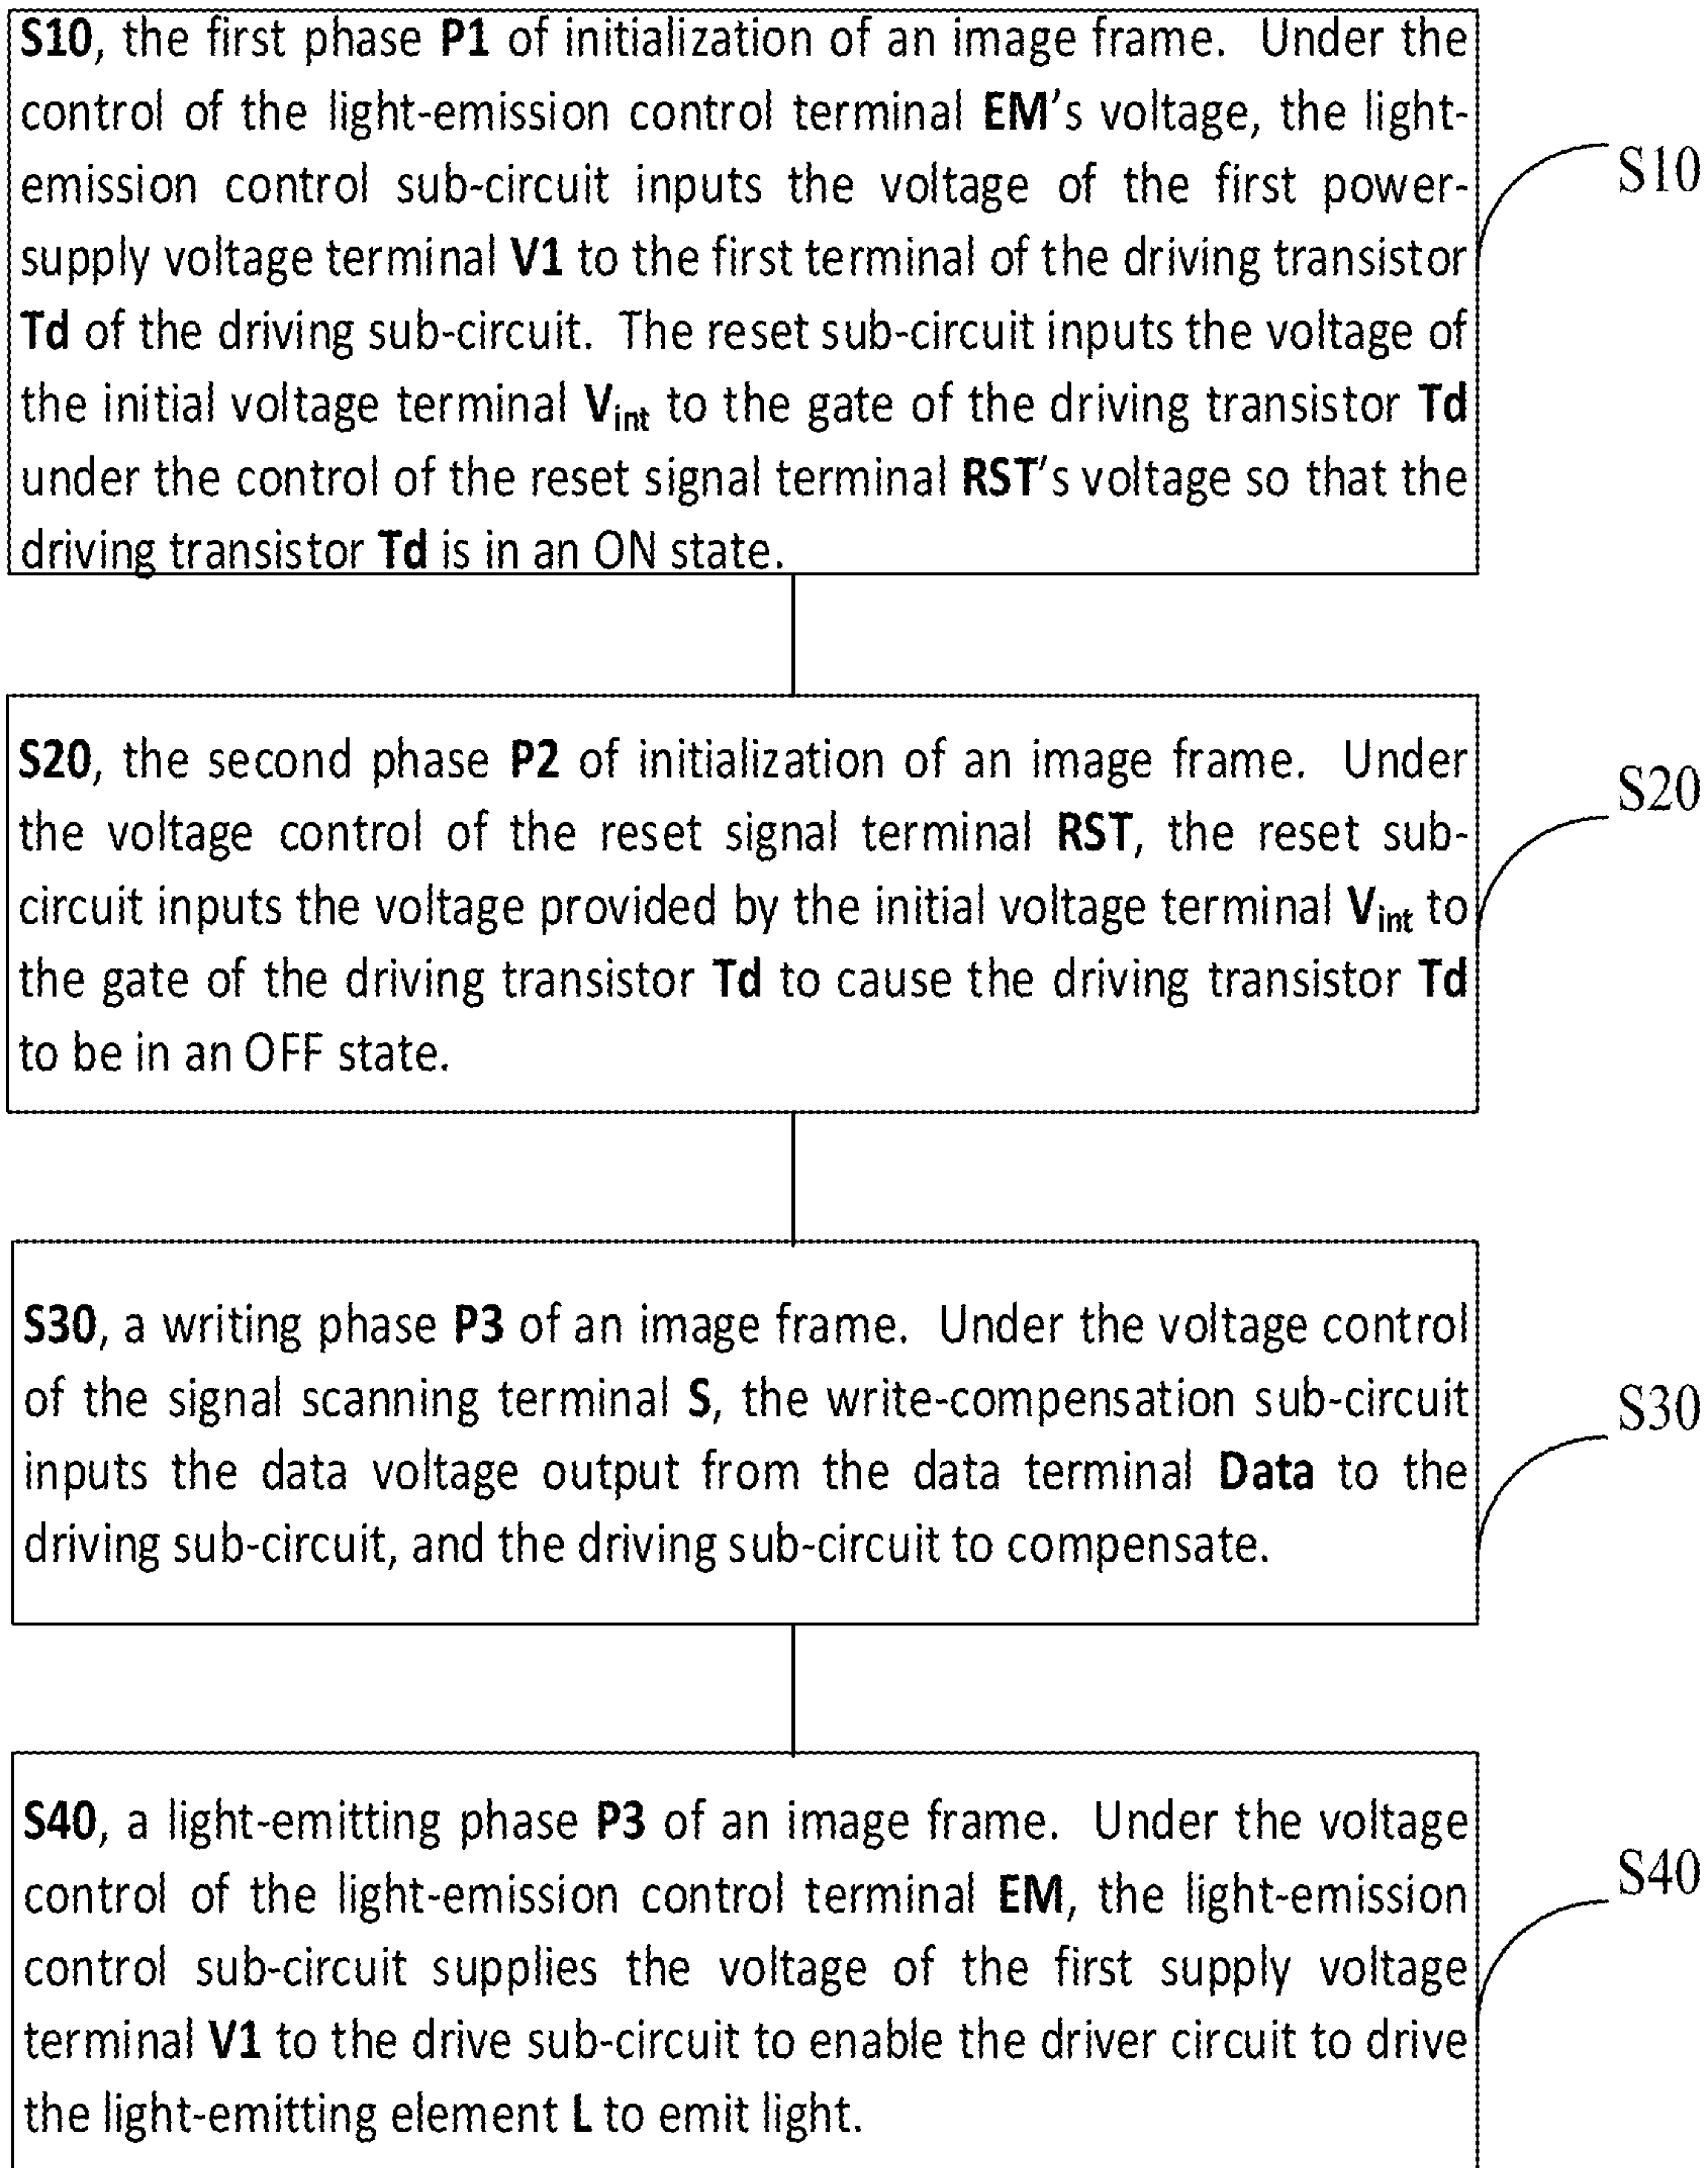 S10, the first phase P1 of initialization of an image frame. Under the
control of the light-emission control terminal EM's voltage, the light-
emission control sub-circuit inputs the voltage of the first power-
supply voltage terminal V1 to the first terminal of the driving transistor
Td of the driving sub-circuit. The reset sub-circuit inputs the voltage of
the initial voltage terminal Vint to the gate of the driving transistor Td
under the control of the reset signal terminal RST's voltage so that the
driving transistor Td is in an ON state.
S10
S20, the second phase P2 of initialization of an image frame. Under
the voltage control of the reset signal terminal RST, the reset sub-
circuit inputs the voltage provided by the initial voltage terminal Vint to
the gate of the driving transistor Td to cause the driving transistor Td
to be in an OFF state.
S20
S30, a writing phase P3 of an image frame. Under the voltage control
of the signal scanning terminal S, the write-compensation sub-circuit
inputs the data voltage output from the data terminal Data to the
driving sub-circuit, and the driving sub-circuit to compensate.
S30
S40, a light-emitting phase P3 of an image frame. Under the voltage
control of the light-emission control terminal EM, the light-emission
control sub-circuit supplies the voltage of the first supply voltage
terminal V1 to the drive sub-circuit to enable the driver circuit to drive
the light-emitting element L to emit light.
S40